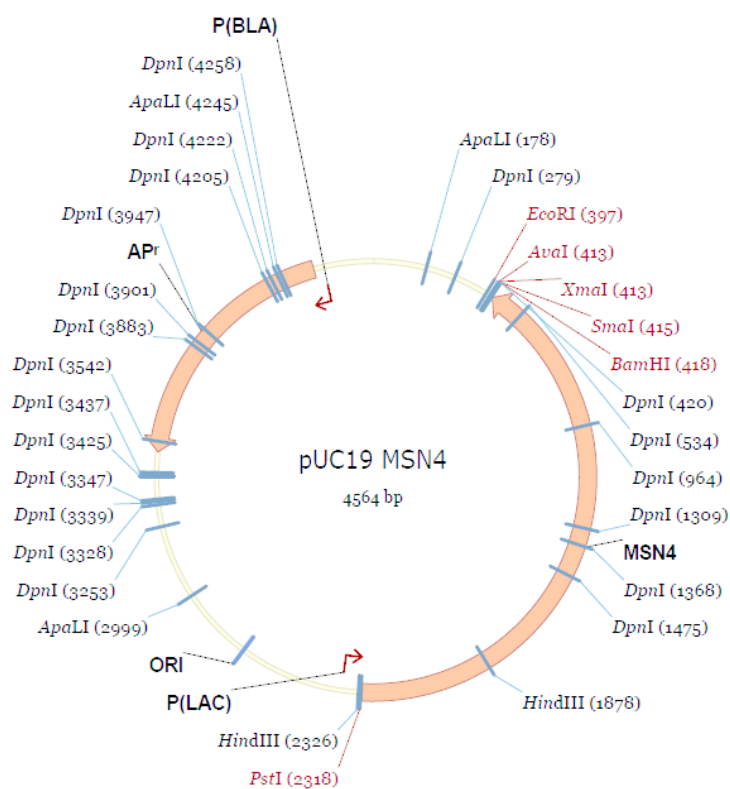 P(BLA)
DpnI (4258)
ApaLI (4245)
DpnI (4222)
DpnI (4205)
DpnI (3947)
APr
DpnI (3901)
DpnI (3883)
DpnI (3542)
DpnI (3437)
DpnI (3425)
DpnI (3347)
DpnI (3339)
DpnI (3328)
DpnI (3253)
ApaLI (2999)
ORI
P(LAC)
HindIII (2326)
PstI (2318)
ApaLI (178)
DpnI (279)
EcoRI (397)
AvaI (413)
XmaI (413)
SmaI (415)
BamHI (418)
DpnI (420)
DpnI (534)
DpnI (964)
DpnI (1309)
MSN4
DpnI (1368)
DpnI (1475)
HindIII (1878)
pUC19 MSN4
4564 bp